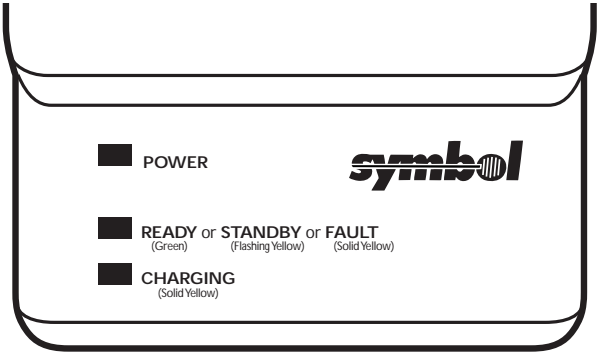 POWER
symbol
READY or STANDBY or FAULT
(Green) (Flashing Yellow) (Solid Yellow)
CHARGING
(Solid Yellow)